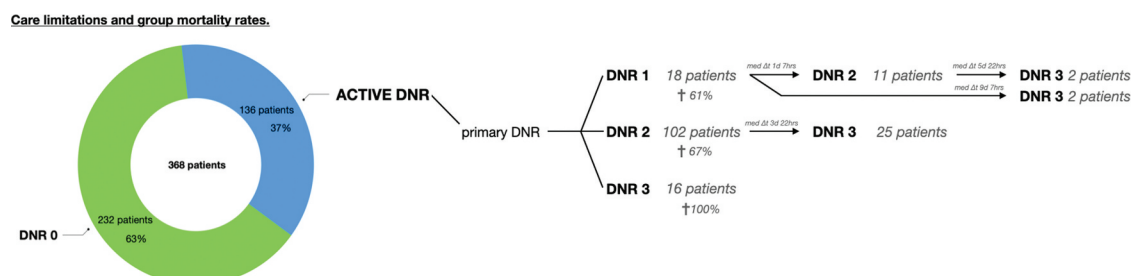 Care limitations and group mortality rates.
136 patients
37%
368 patients
232 patients
63%
DNR 0
ACTIVE DNR
primary DNR
DNR 1 18 patients med Δt 1d 7hrs DNR 2 11 patients med Δt 5d 22hrs DNR 3 2 patients
† 61% med Δt 9d 7hrs DNR 3 2 patients
DNR 2 102 patients med Δt 3d 22hrs DNR 3 25 patients
† 67%
DNR 3 16 patients
†100%